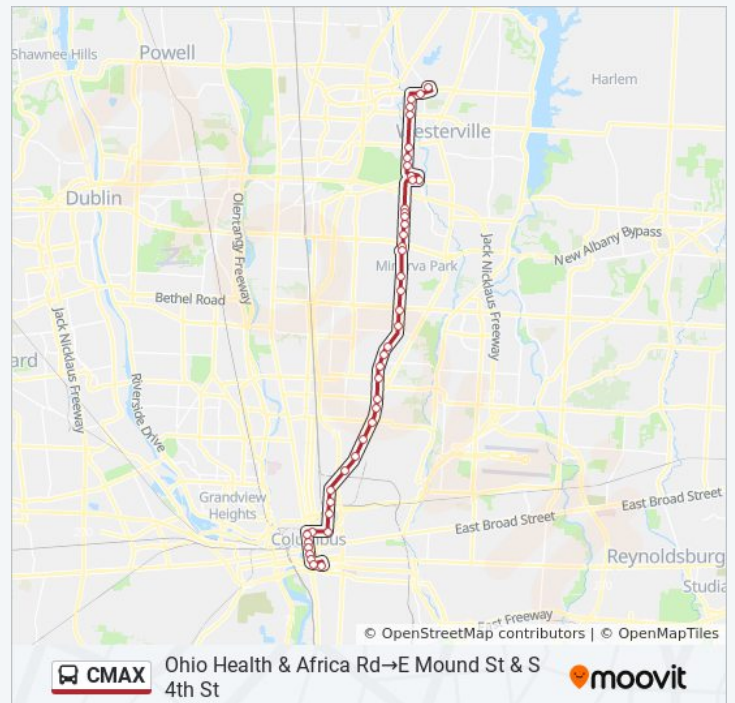 Shawnee Hills
Powell
Harlem
Westerville
Dublin
Olentangy Freeway
Jack Nicklaus Freeway
New Albany Bypass
Minerva Park
Bethel Road
Jack Nicklaus Freeway
ard
Riverside Drive
Grandview
Heights
East Broad Street
East Broad Street
Columbus
Reynoldsburg
Studia
East Freeway
© OpenStreetMap contributors | © OpenMapTiles
CMAX
Ohio Health & Africa Rd→E Mound St & S
4th St
moovit